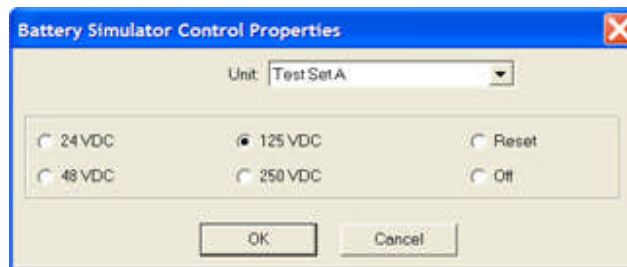 Battery Simulator Control Properties
Unit Test Set A
24 VDC 125 VDC Reset
48 VDC 250 VDC Off
OK Cancel